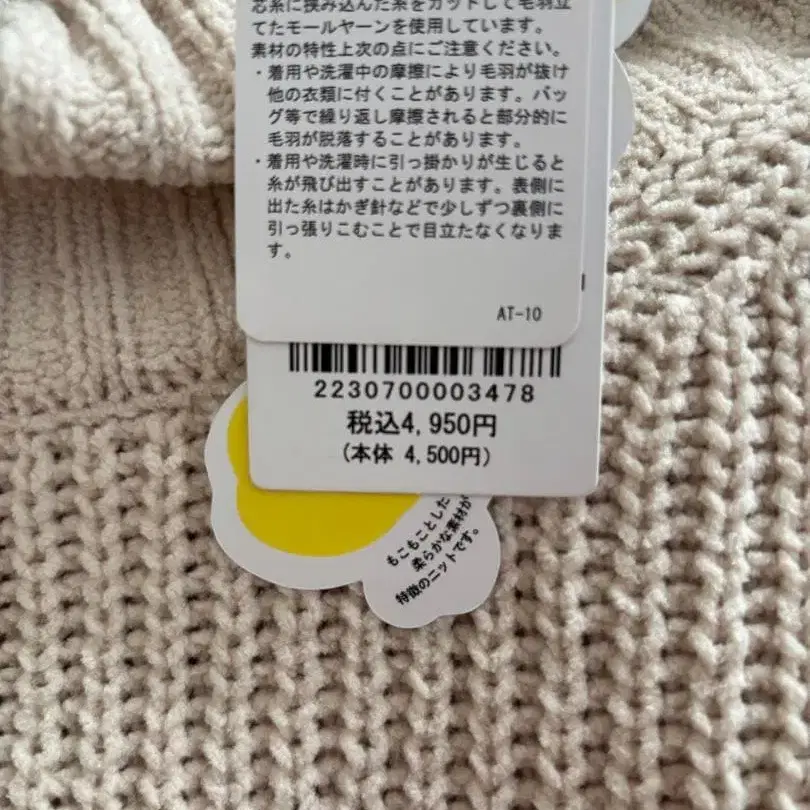 芯糸に挟み込んだ糸をカットして毛羽立
てたモールヤーンを使用しています。
素材の特性上次の点にご注意ください。
・着用や洗濯中の摩擦により毛羽が抜け
他の衣類に付くことがあります。バッ
グ等で繰り返し摩擦されると部分的に
毛羽が脱落することがあります。
・着用や洗濯時に引っ掛かりが生じると
糸が飛び出すことがあります。表側に
出た糸はかぎ針などで少しずつ裏側に
引っ張りこむことで目立たなくなりま
す。
AT-10
2230700003478
税込4,950円
(本体 4,500円)
もこもことした
柔らかな素材が
特徴のニットです。